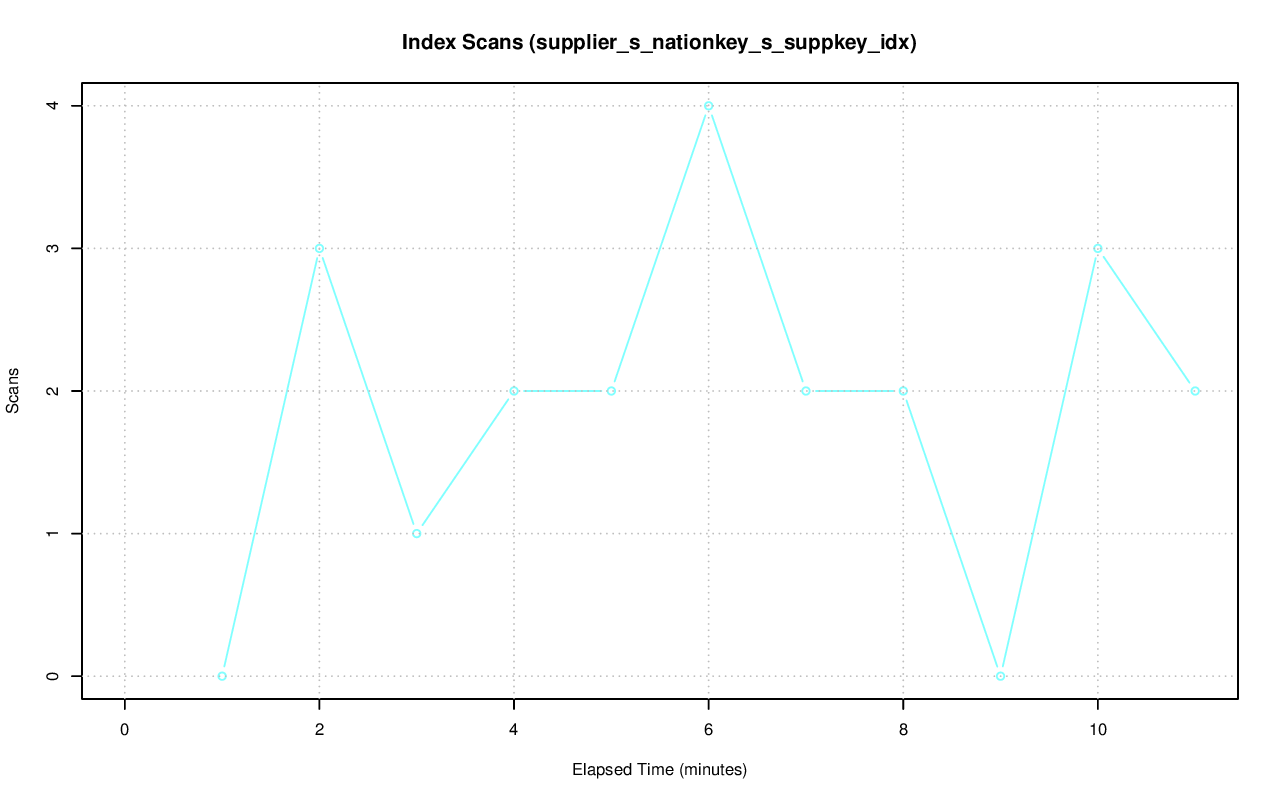 Index Scans (supplier_s_nationkey_s_suppkey_idx)
4
3
2
1
0
Scans
0 2 4 6 8 10
Elapsed Time (minutes)